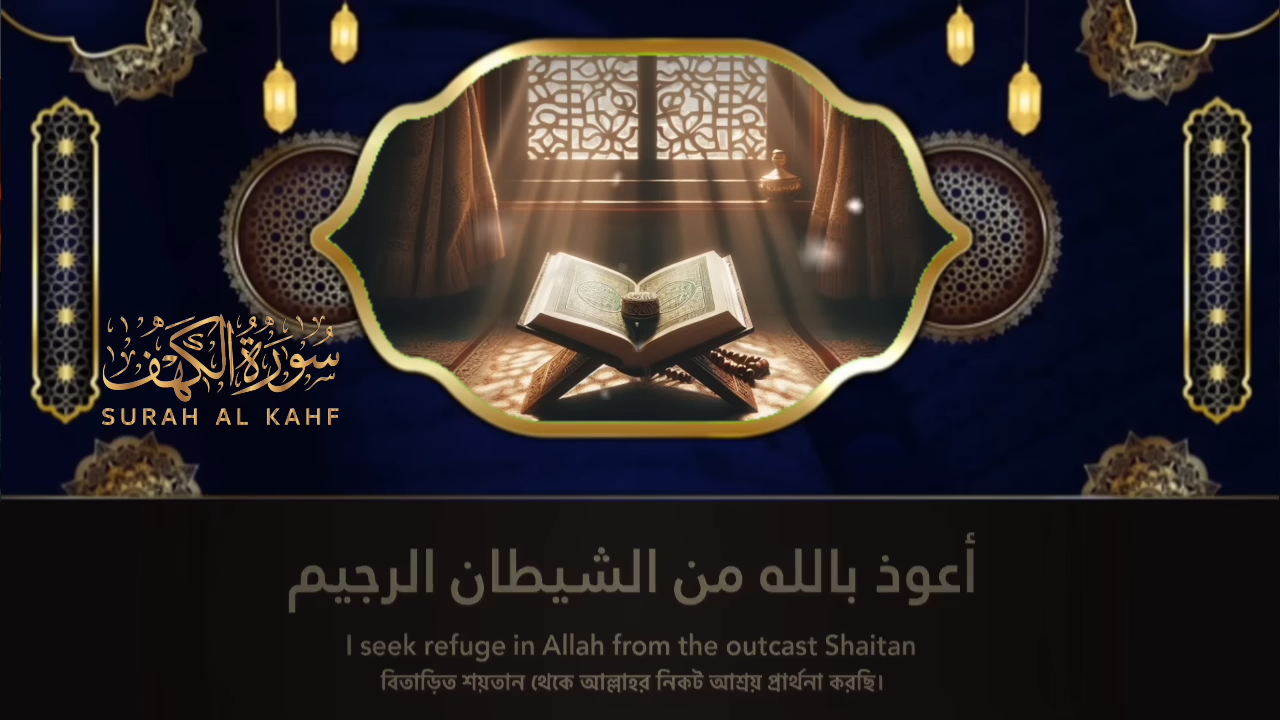 سُورَةُ الكَهْف
SURAH AL KAHF
أعوذ بالله من الشيطان الرجيم
I seek refuge in Allah from the outcast Shaitan
বিতাড়িত শয়তান থেকে আল্লাহর নিকট আশ্রয় প্রার্থনা করছি।